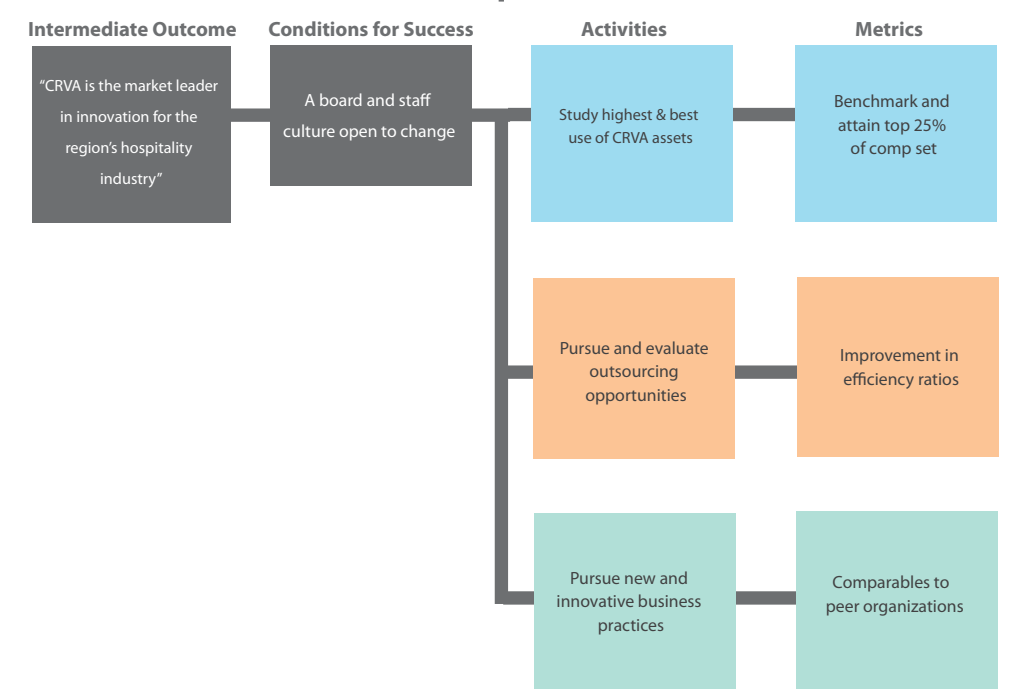 Intermediate Outcome
Conditions for Success
Activities
Metrics
“CRVA is the market leader
in innovation for the
region’s hospitality
industry”
A board and staff
culture open to change
Study highest & best
use of CRVA assets
Benchmark and
attain top 25%
of comp set
Pursue and evaluate
outsourcing
opportunities
Improvement in
efficiency ratios
Pursue new and
innovative business
practices
Comparables to
peer organizations